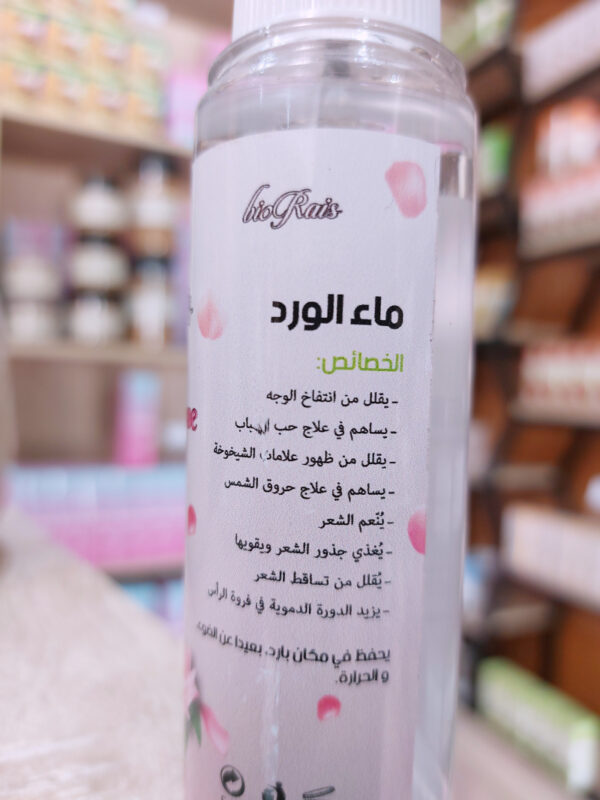 bioRais
ماء الورد
الخصائص:
- يقلل من انتفاخ الوجه
- يساهم في علاج حب الشباب
- يقلل من ظهور علامات الشيخوخة
- يساهم في علاج حروق الشمس
- يُنّعم الشعر
- يُغذي جذور الشعر ويقويها
- يُقلل من تساقط الشعر
- يزيد الدورة الدموية في فروة الرأس
يحفظ في مكان بارد، بعيدا عن الضوء
و الحرارة.